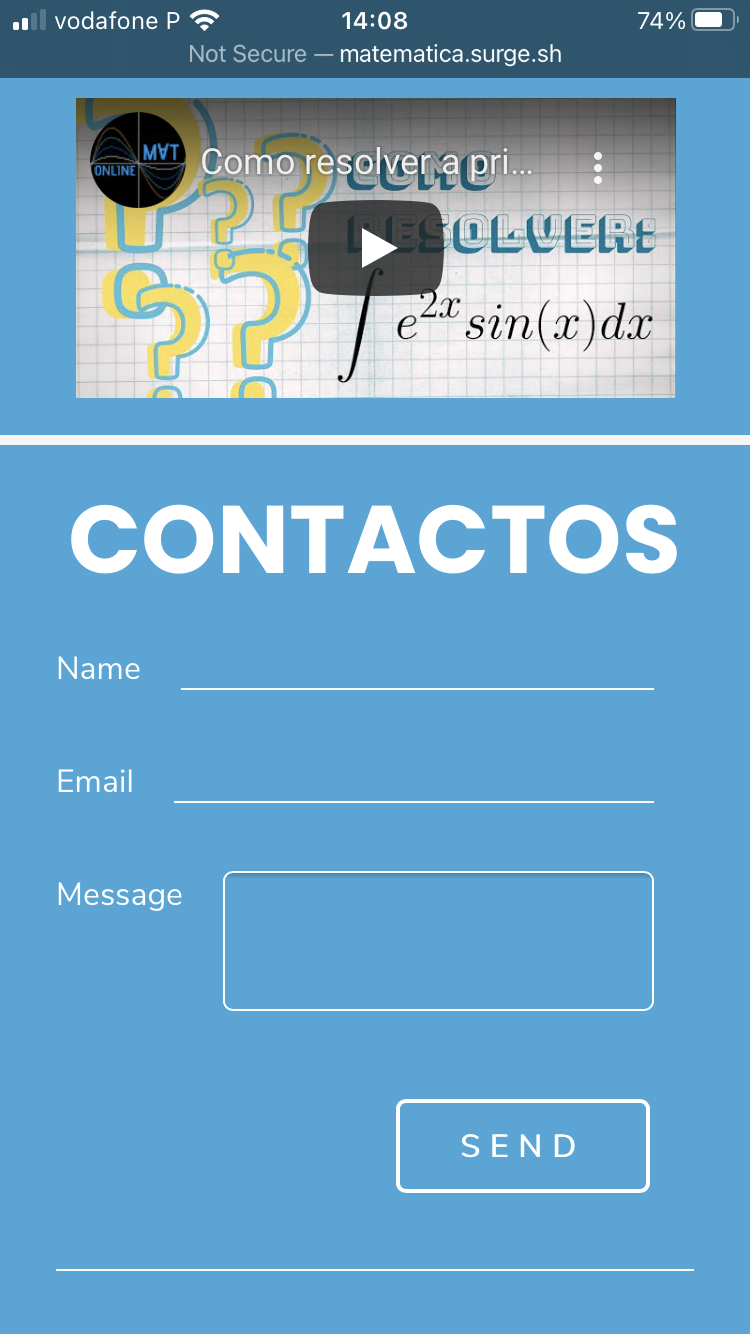 vodafone P 14:08 74%
Not Secure — matematica.surge.sh
MAT
ONLINE
Como resolver a pri...
COMO
RESOLVER:
∫ e^{2x} sin(x)dx
CONTACTOS
Name
Email
Message
SEND